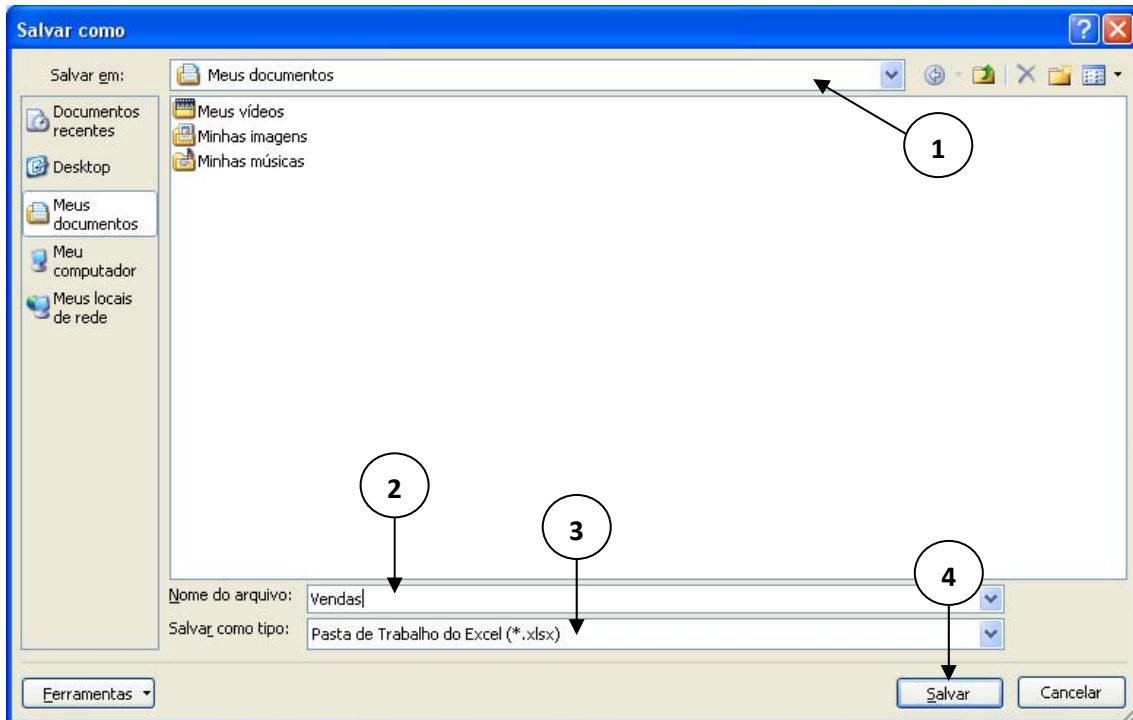 Salvar como
Salvar em:
Meus documentos
1
Documentos
recentes
Desktop
Meus
documentos
Meu
computador
Meus locais
de rede
Meus vídeos
Minhas imagens
Minhas músicas
2
3
4
Nome do arquivo:
Vendas
Salvar como tipo:
Pasta de Trabalho do Excel (*.xlsx)
Ferramentas
Salvar
Cancelar